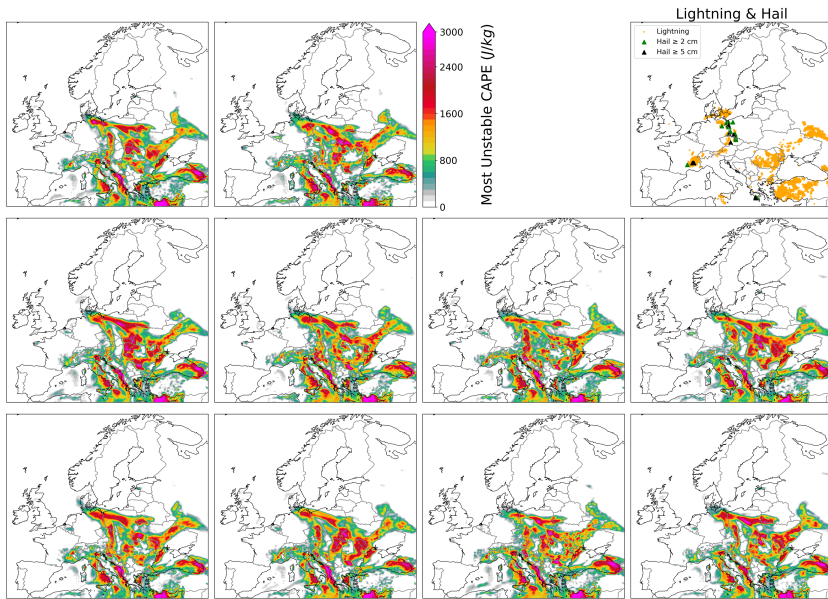 Lightning & Hail
Lightning
Hail ≥ 2 cm
Hail ≥ 5 cm
3000
2400
1600
800
0
Most Unstable CAPE (J/kg)